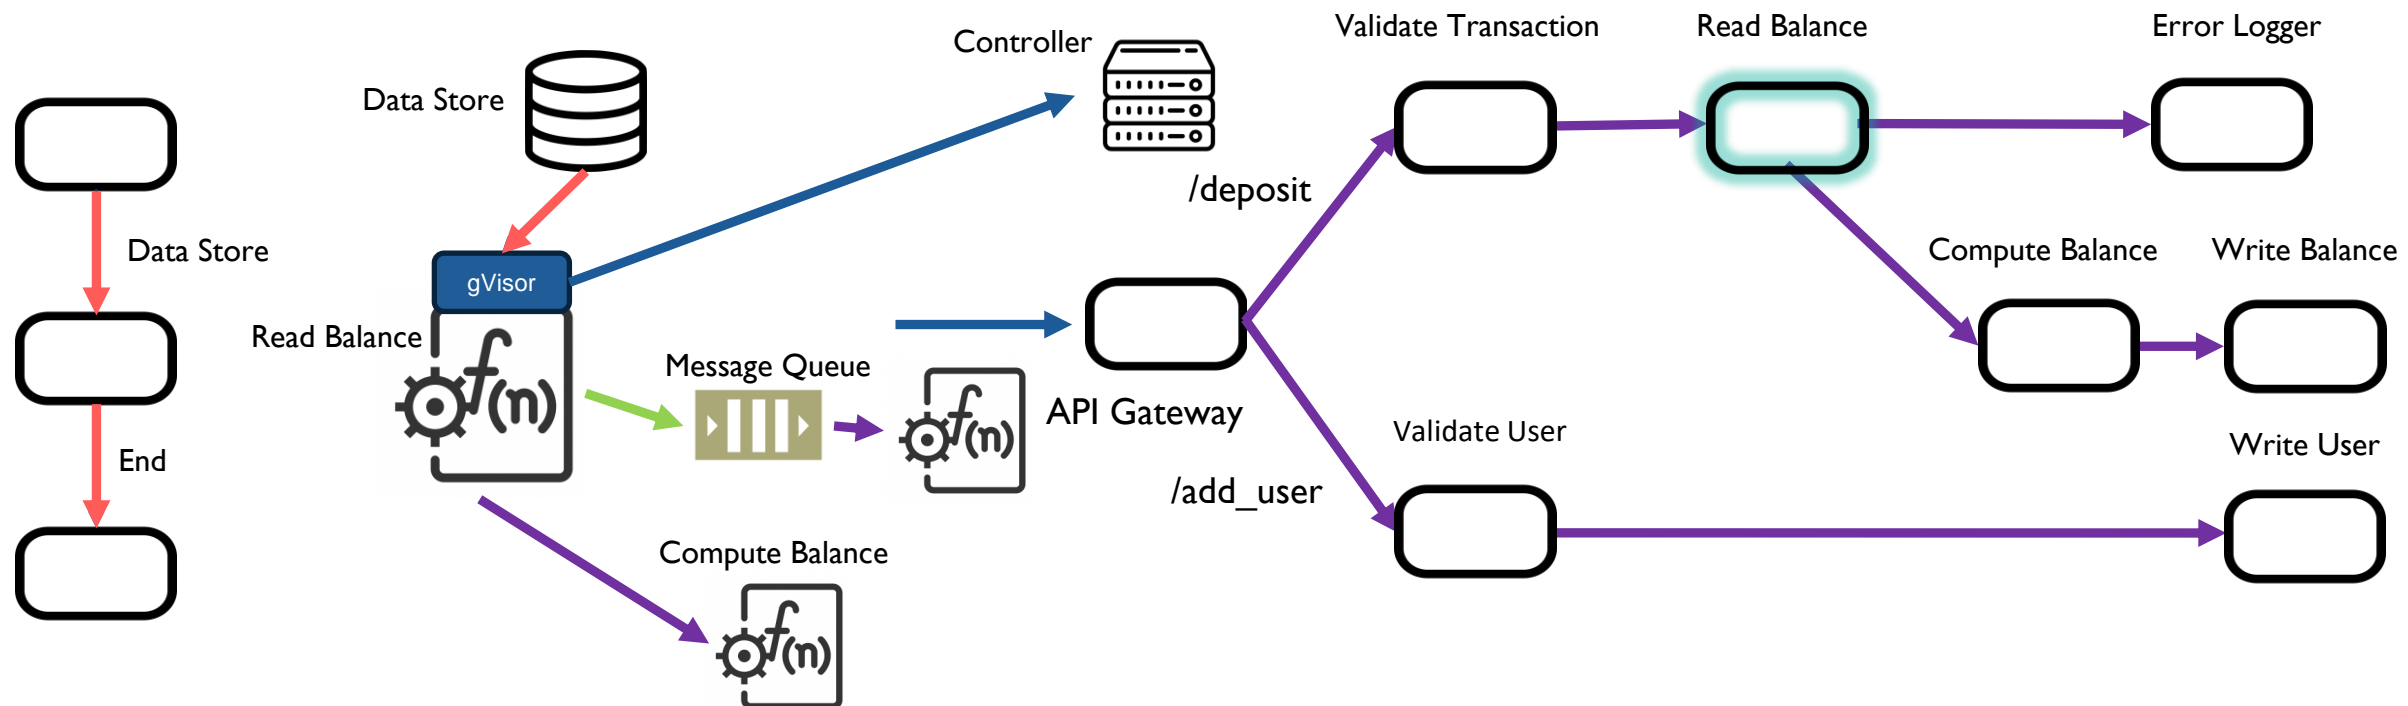 Data Store
End
Data Store
gVisor
Read Balance
Message Queue
f(n)
f(n)
Compute Balance
f(n)
Controller
API Gateway
/deposit
/add_user
Validate Transaction
Read Balance
Error Logger
Compute Balance
Write Balance
Validate User
Write User